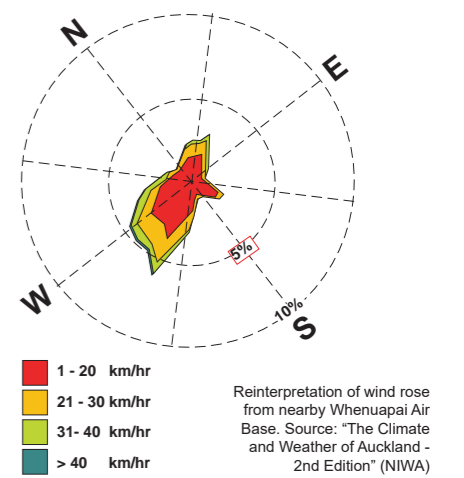 N
E
5%
W
10%
S
1 - 20 km/hr
21 - 30 km/hr
31- 40 km/hr
> 40 km/hr
Reinterpretation of wind rose
from nearby Whenuapai Air
Base. Source: “The Climate
and Weather of Auckland -
2nd Edition” (NIWA)